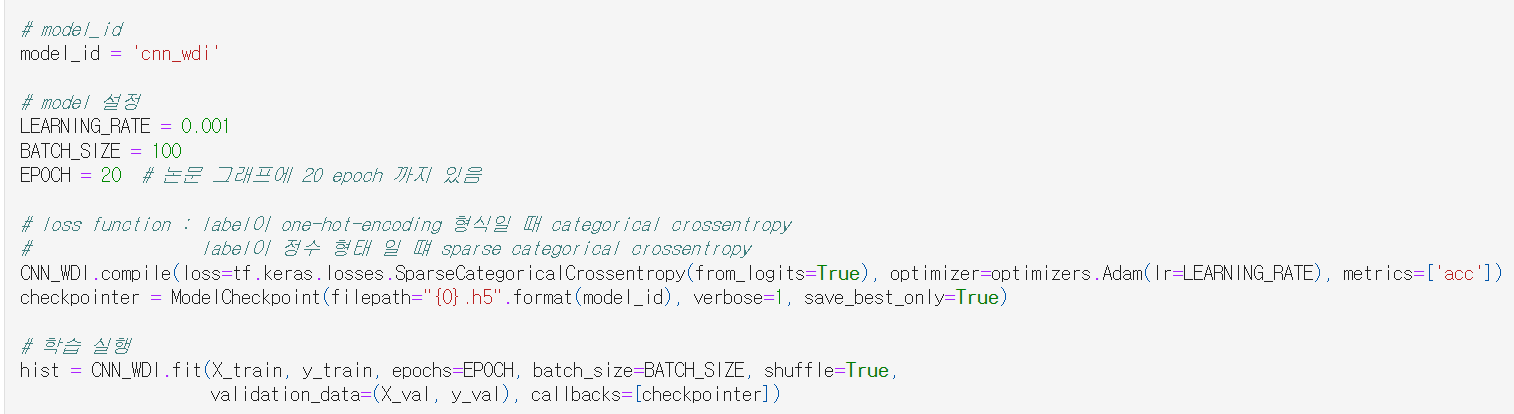 # model_id
model_id = 'cnn_wdi'
# model 설정
LEARNING_RATE = 0.001
BATCH_SIZE = 100
EPOCH = 20 # 논문 그래프에 20 epoch 까지 있음
# loss function : label이 one-hot-encoding 형식일 때 categorical crossentropy
# label이 정수 형태 일 떄 sparse categorical crossentropy
CNN_WDI.compile(loss=tf.keras.losses.SparseCategoricalCrossentropy(from_logits=True), optimizer=optimizers.Adam(lr=LEARNING_RATE), metrics=['acc'])
checkpointer = ModelCheckpoint(filepath="{0}.h5".format(model_id), verbose=1, save_best_only=True)
# 학습 실행
hist = CNN_WDI.fit(X_train, y_train, epochs=EPOCH, batch_size=BATCH_SIZE, shuffle=True,
validation_data=(X_val, y_val), callbacks=[checkpointer])